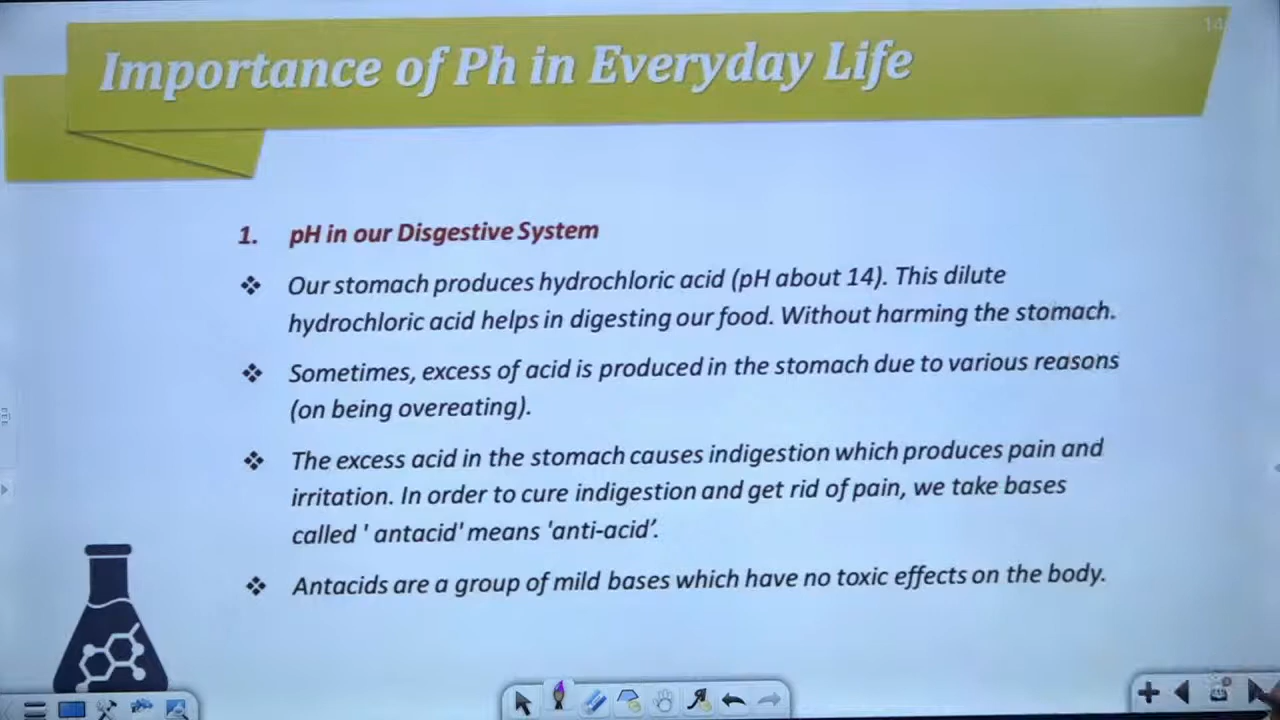 14
Importance of Ph in Everyday Life
1. pH in our Disgestive System
❖ Our stomach produces hydrochloric acid (pH about 14). This dilute
hydrochloric acid helps in digesting our food. Without harming the stomach.
❖ Sometimes, excess of acid is produced in the stomach due to various reasons
(on being overeating).
❖ The excess acid in the stomach causes indigestion which produces pain and
irritation. In order to cure indigestion and get rid of pain, we take bases
called ' antacid' means 'anti-acid’.
❖ Antacids are a group of mild bases which have no toxic effects on the body.